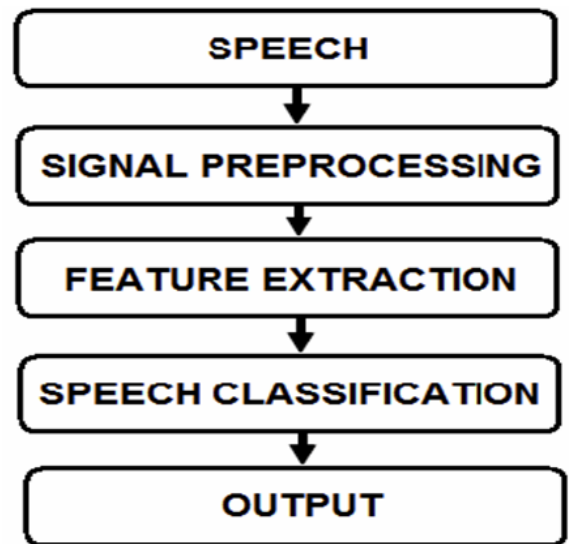 SPEECH
SIGNAL PREPROCESSING
FEATURE EXTRACTION
SPEECH CLASSIFICATION
OUTPUT